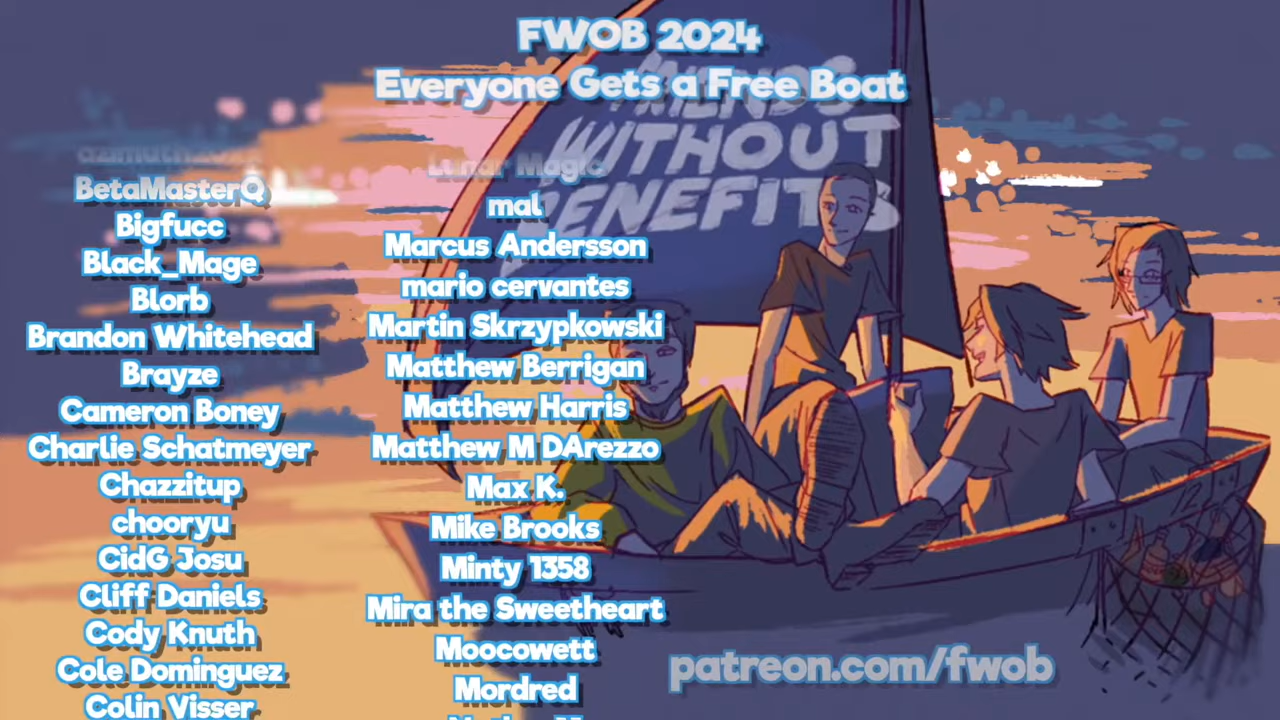 FWOB 2024
Everyone Gets a Free Boat
FRIENDS
WITHOUT
BENEFITS
azimuth2011
BetaMasterQ
Bigfucc
Black_Mage
Blorb
Brandon Whitehead
Brayze
Cameron Boney
Charlie Schatmeyer
Chazzitup
chooryu
CidG Josu
Cliff Daniels
Cody Knuth
Cole Dominguez
Colin Visser
Lunar Magic
mal
Marcus Andersson
mario cervantes
Martin Skrzypkowski
Matthew Berrigan
Matthew Harris
Matthew M DArezzo
Max K.
Mike Brooks
Minty 1358
Mira the Sweetheart
Moocowett
Mordred
patreon.com/fwob